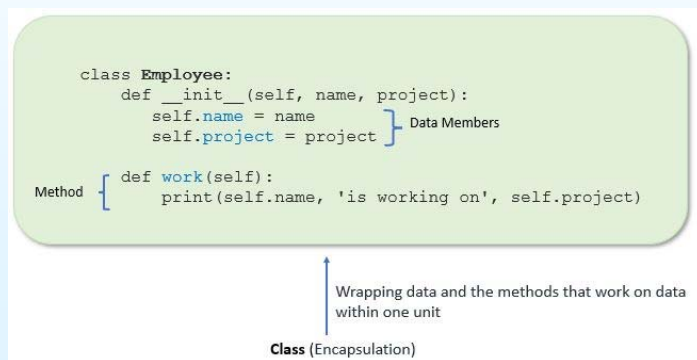 class Employee:
def __init__(self, name, project):
self.name = name
self.project = project
Data Members
Method
def work(self):
print(self.name, 'is working on', self.project)
Wrapping data and the methods that work on data
within one unit
Class (Encapsulation)